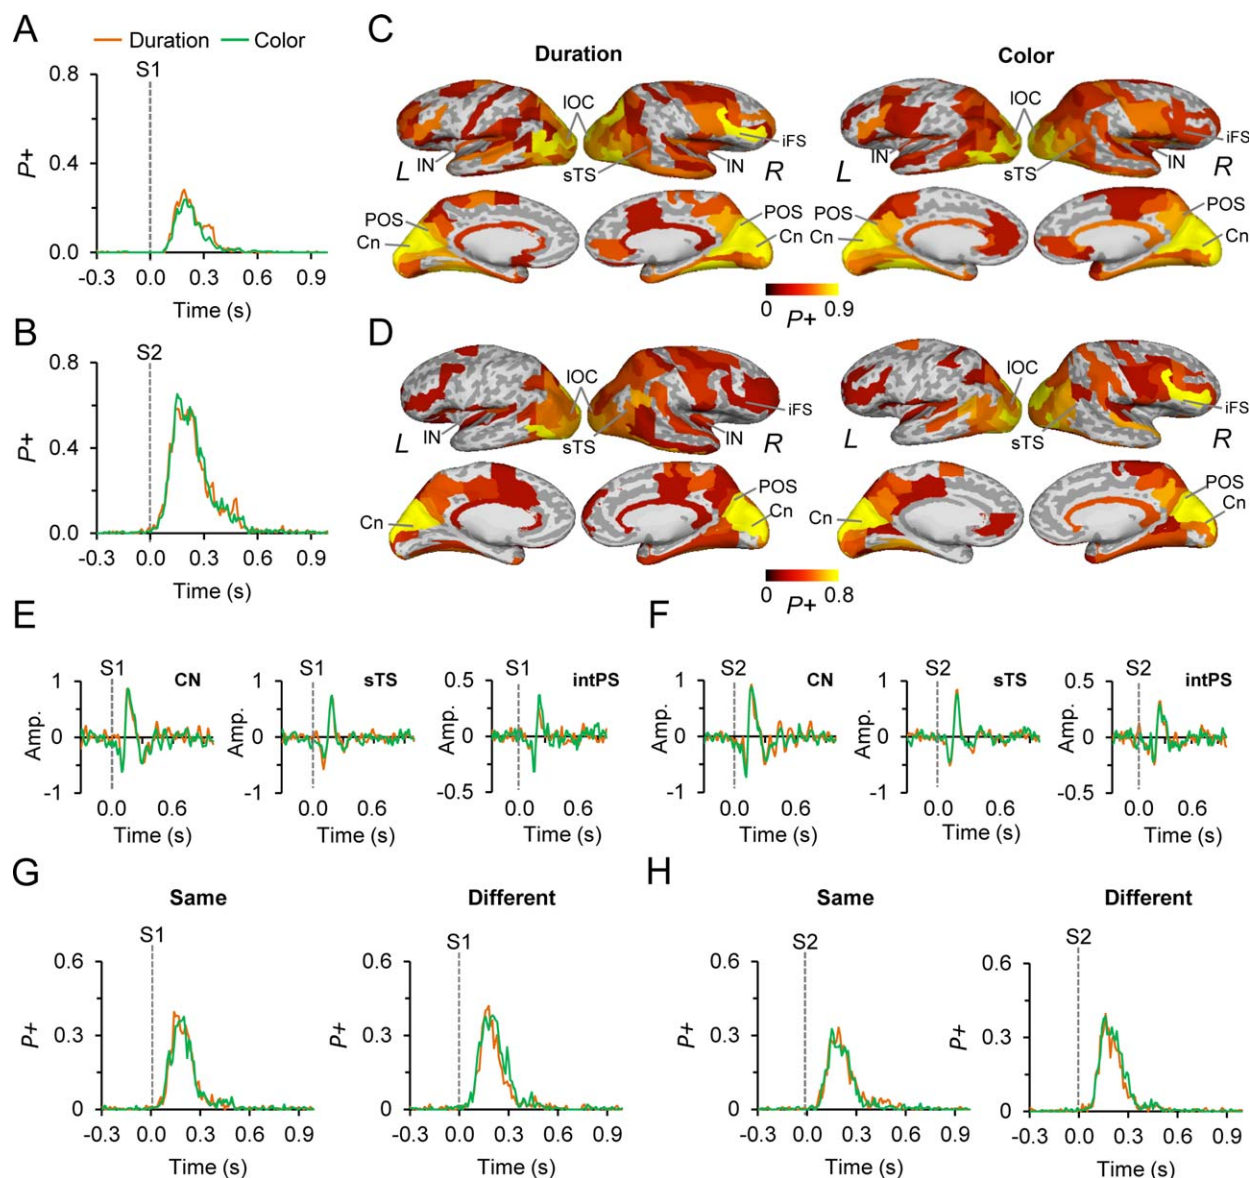 A
Duration Color
S1
0.8
0.4
0.0
P+
-0.3 0.0 0.3 0.6 0.9
Time (s)
B
S2
0.8
0.4
0.0
P+
-0.3 0.0 0.3 0.6 0.9
Time (s)
C
Duration Color
IOC
IN
L
sTS
IN
iFS
R
POS
Cn
POS
Cn
IOC
IN
L
sTS
IN
iFS
R
POS
Cn
POS
Cn
0 0.9
P+
D
IOC
IN
L
sTS
IN
iFS
R
Cn
POS
Cn
IOC
IN
L
sTS
IN
iFS
R
Cn
POS
Cn
0 0.8
P+
E
S1
CN
1
0
-1
Amp.
0.0 0.6
Time (s)
S1
sTS
1
0
-1
Amp.
0.0 0.6
Time (s)
S1
intPS
0.5
0
-0.5
Amp.
0.0 0.6
Time (s)
F
S2
CN
1
0
-1
Amp.
0.0 0.6
Time (s)
S2
sTS
1
0
-1
Amp.
0.0 0.6
Time (s)
S2
intPS
0.5
0
-0.5
Amp.
0.0 0.6
Time (s)
G
Same
S1
0.6
0.3
0
P+
-0.3 0.0 0.3 0.6 0.9
Time (s)
Different
S1
0.6
0.3
0
P+
-0.3 0.0 0.3 0.6 0.9
Time (s)
H
Same
S2
0.6
0.3
0
P+
-0.3 0.0 0.3 0.6 0.9
Time (s)
Different
S2
0.6
0.3
0
P+
-0.3 0.0 0.3 0.6 0.9
Time (s)